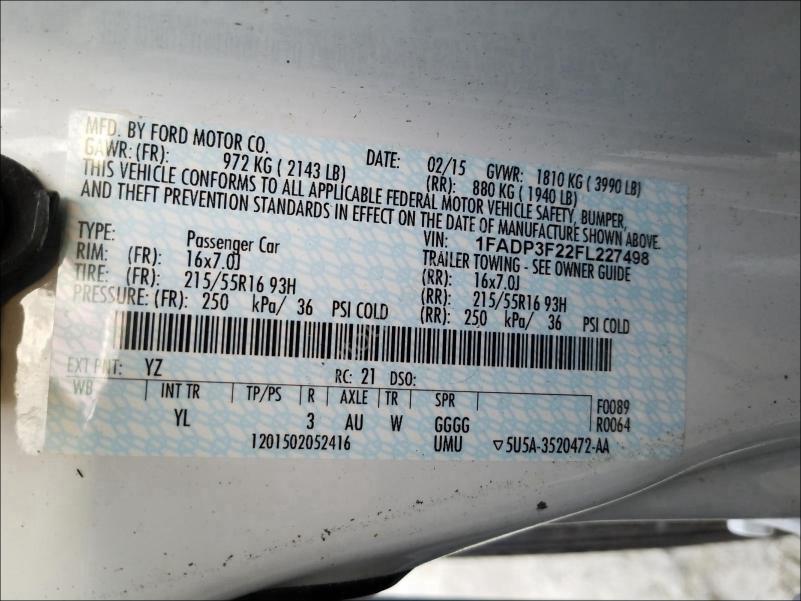 MFD. BY FORD MOTOR CO. DATE: 02/15 GVWR: 1810 KG ( 3990 LB)
GAWR: (FR): 972 KG ( 2143 LB) (RR): 880 KG ( 1940 LB)
THIS VEHICLE CONFORMS TO ALL APPLICABLE FEDERAL MOTOR VEHICLE SAFETY, BUMPER,
AND THEFT PREVENTION STANDARDS IN EFFECT ON THE DATE OF MANUFACTURE SHOWN ABOVE.
VIN: 1FADP3F22FL227498
TYPE: Passenger Car TRAILER TOWING - SEE OWNER GUIDE
RIM: (FR): 16x7.0J (RR): 16x7.0J
TIRE: (FR): 215/55R16 93H (RR): 215/55R16 93H
PRESSURE: (FR): 250 kPa/ 36 PSI COLD (RR): 250 kPa/ 36 PSI COLD
EXT PNT: YZ RC: 21 DSO:
WB INT TR TP/PS R AXLE TR SPR F0089
YL 3 AU W GGGG R0064
1201502052416 UMU ▽5U5A-3520472-AA